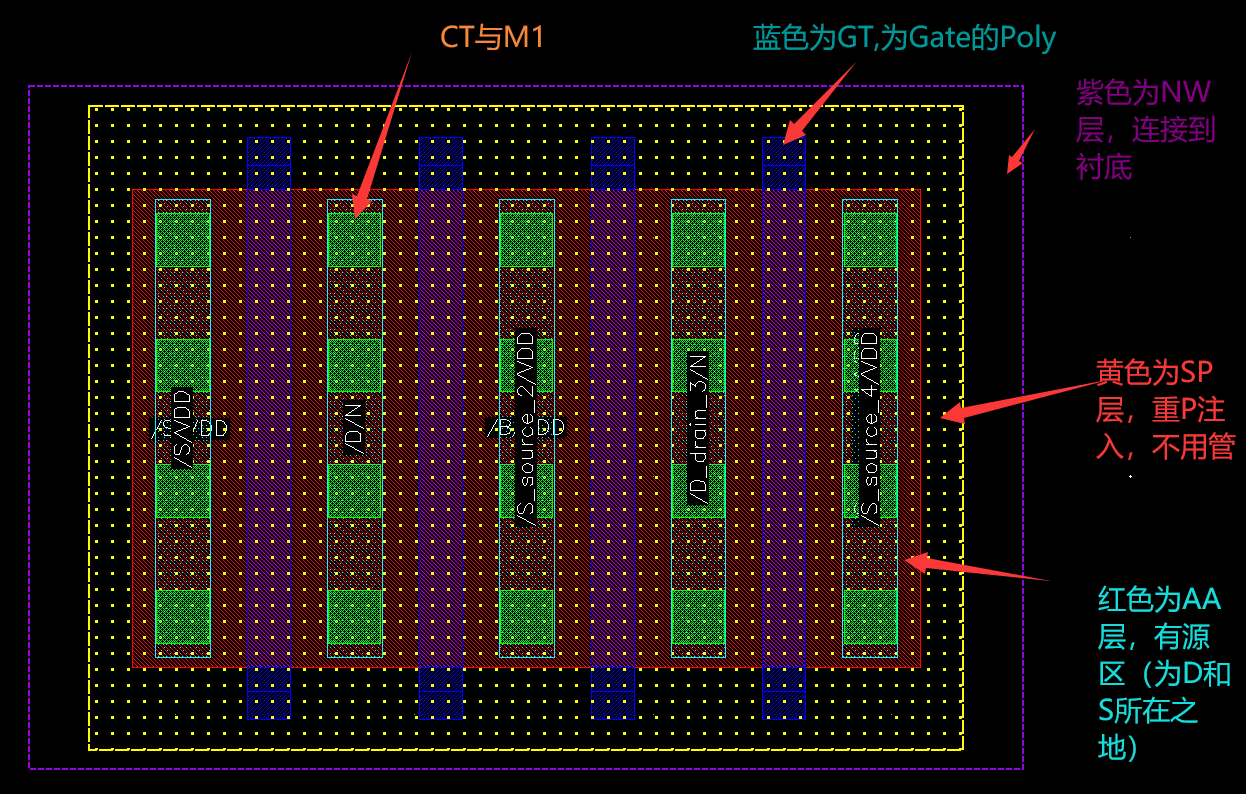 CT与M1
蓝色为GT,为Gate的Poly
紫色为NW
层，连接到
衬底
黄色为SP
层，重P注
入，不用管
红色为AA
层，有源
区（为D和
S所在之
地）
/S/VDD
/D/N
/S_source_2/VDD
/D_drain_3/N
/S_source_4/VDD